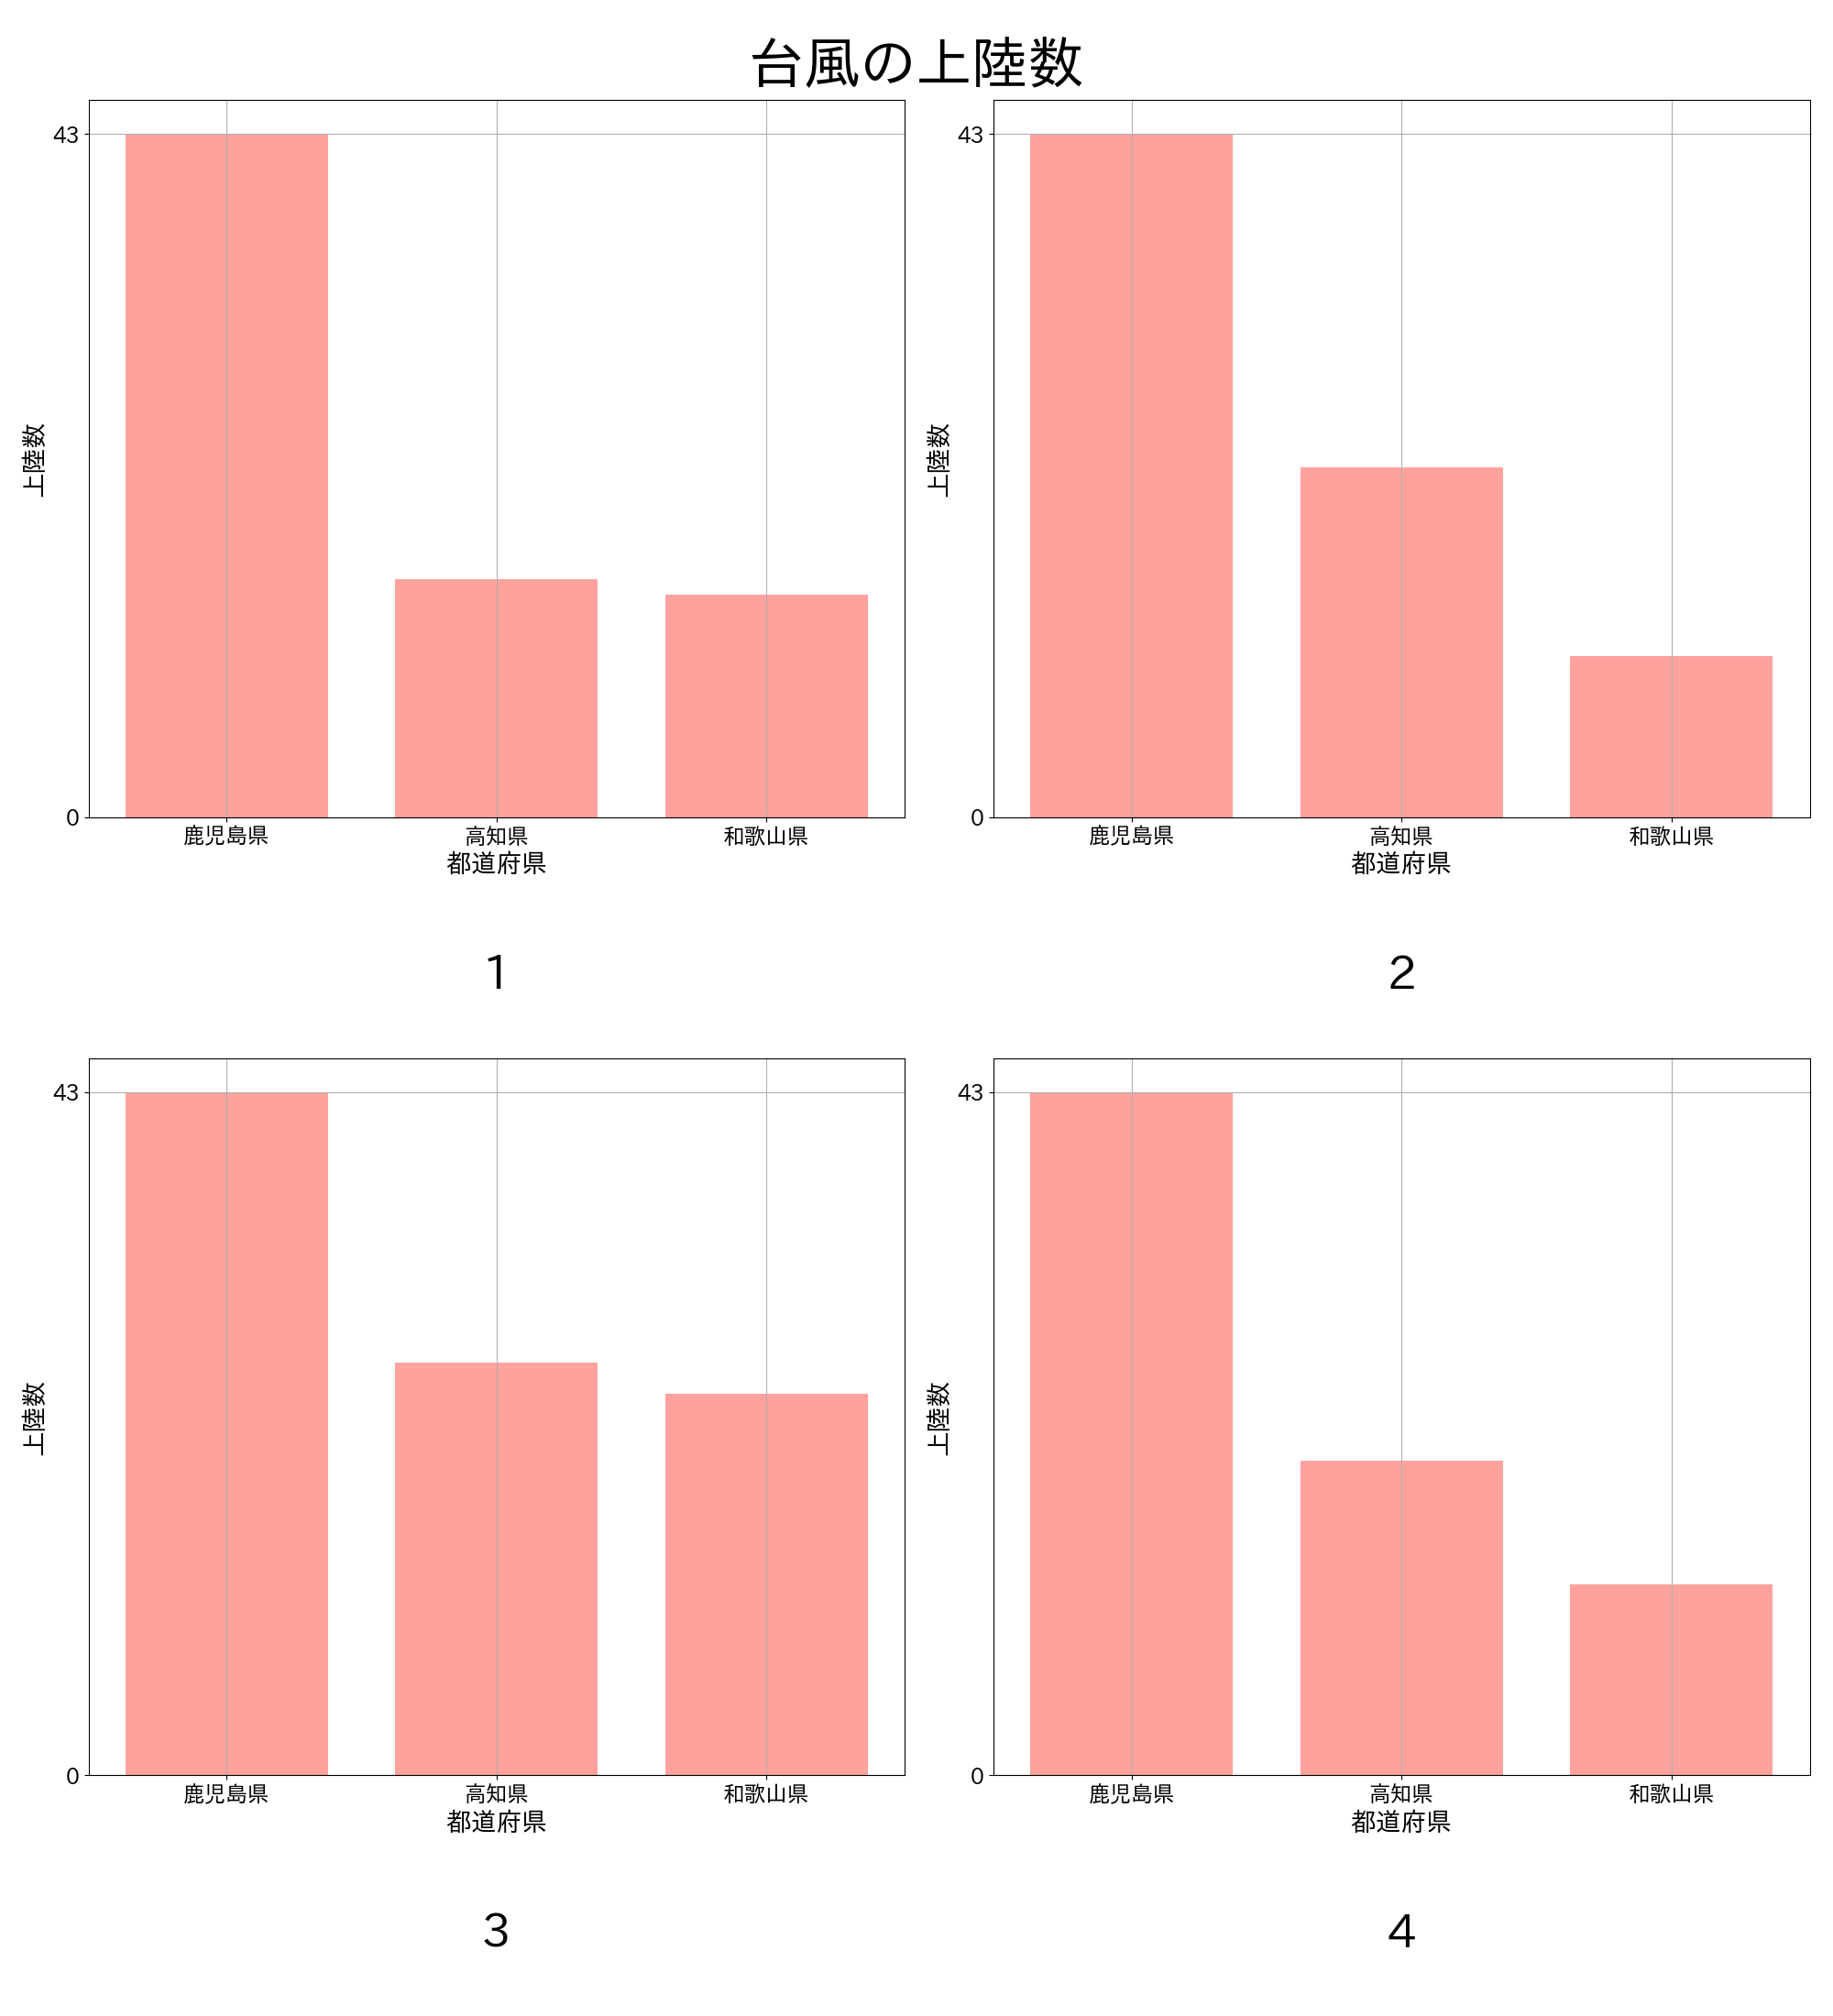 台風の上陸数
43
0
上陸数
鹿児島県 高知県 和歌山県
都道府県
1
43
0
上陸数
鹿児島県 高知県 和歌山県
都道府県
2
43
0
上陸数
鹿児島県 高知県 和歌山県
都道府県
3
43
0
上陸数
鹿児島県 高知県 和歌山県
都道府県
4